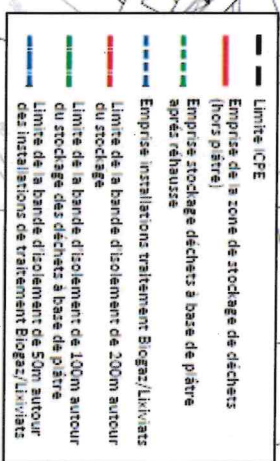 Limite ICPE
Emprise de la zone de stockage de déchets
(hors plâtre)
Emprise stockage déchets à base de plâtre
après réhausse
Emprise installations traitement Biogaz/Lixiviats
Limite de la bande d'isolement de 200m autour
du stockage
Limite de la bande d'isolement de 100m autour
du stockage des déchets à base de plâtre
Limite de la bande d'isolement de 50m autour
des installations de traitement Biogaz/Lixiviats